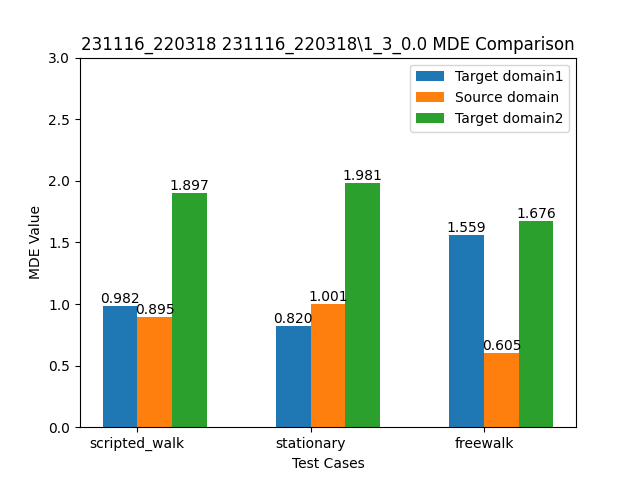 231116_220318 231116_220318\1_3_0.0 MDE Comparison
3.0
2.5
2.0
1.5
1.0
0.5
0.0
MDE Value
Target domain1
Source domain
Target domain2
0.982
0.895
1.897
0.820
1.001
1.981
1.559
0.605
1.676
scripted_walk
stationary
freewalk
Test Cases